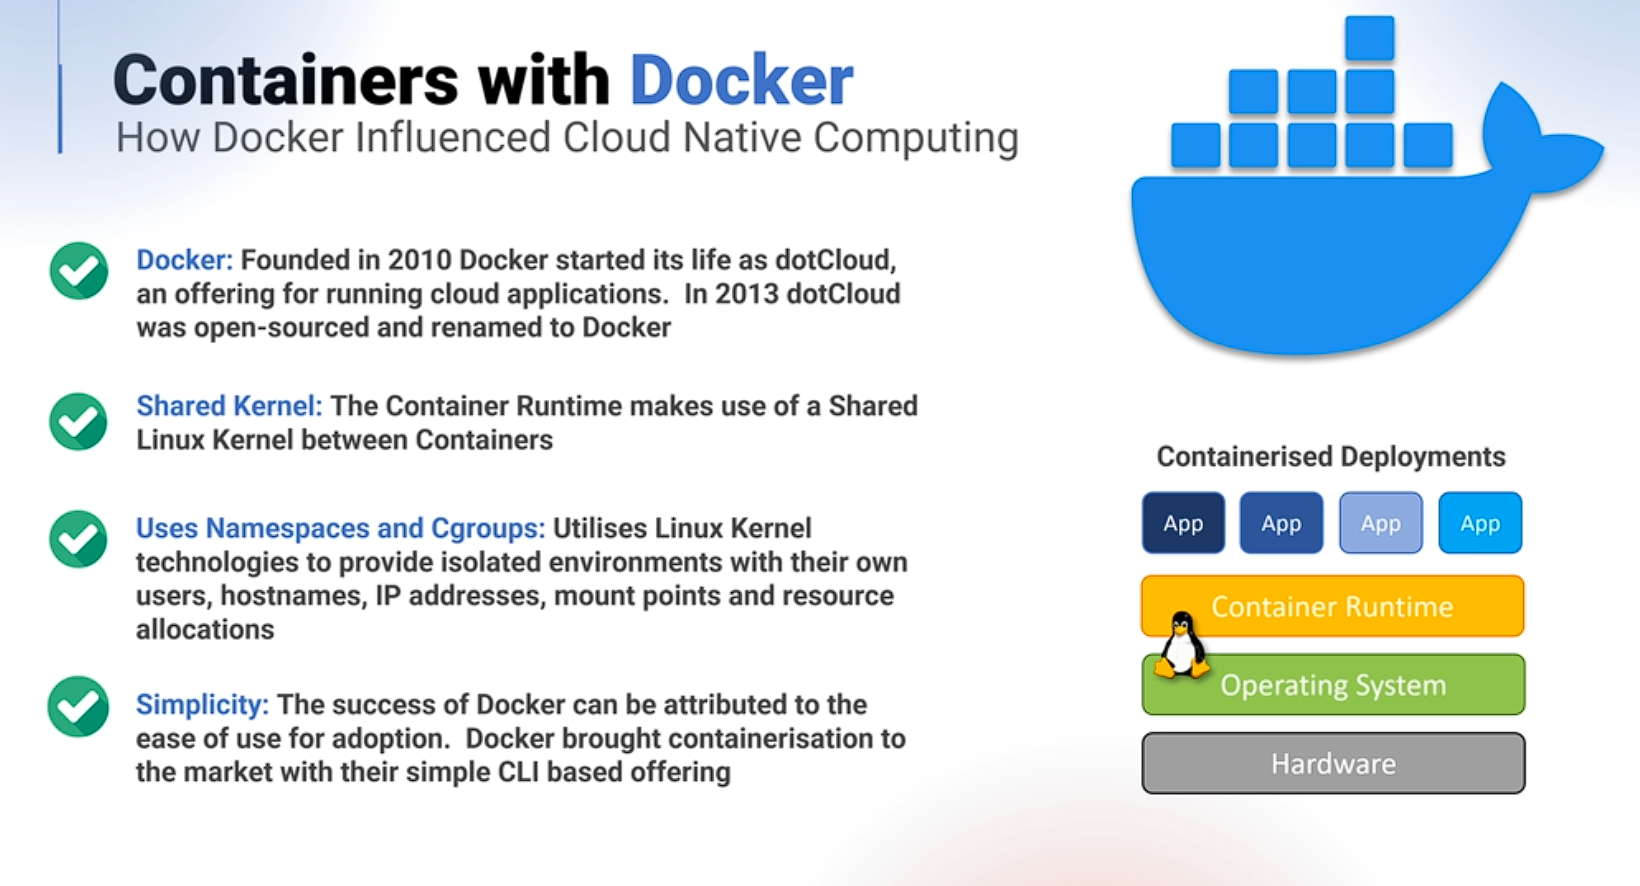 Containers with Docker
How Docker Influenced Cloud Native Computing
Docker: Founded in 2010 Docker started its life as dotCloud,
an offering for running cloud applications.  In 2013 dotCloud
was open-sourced and renamed to Docker
Shared Kernel: The Container Runtime makes use of a Shared
Linux Kernel between Containers
Uses Namespaces and Cgroups: Utilises Linux Kernel
technologies to provide isolated environments with their own
users, hostnames, IP addresses, mount points and resource
allocations
Simplicity: The success of Docker can be attributed to the
ease of use for adoption.  Docker brought containerisation to
the market with their simple CLI based offering
Containerised Deployments
App App App App
Container Runtime
Operating System
Hardware